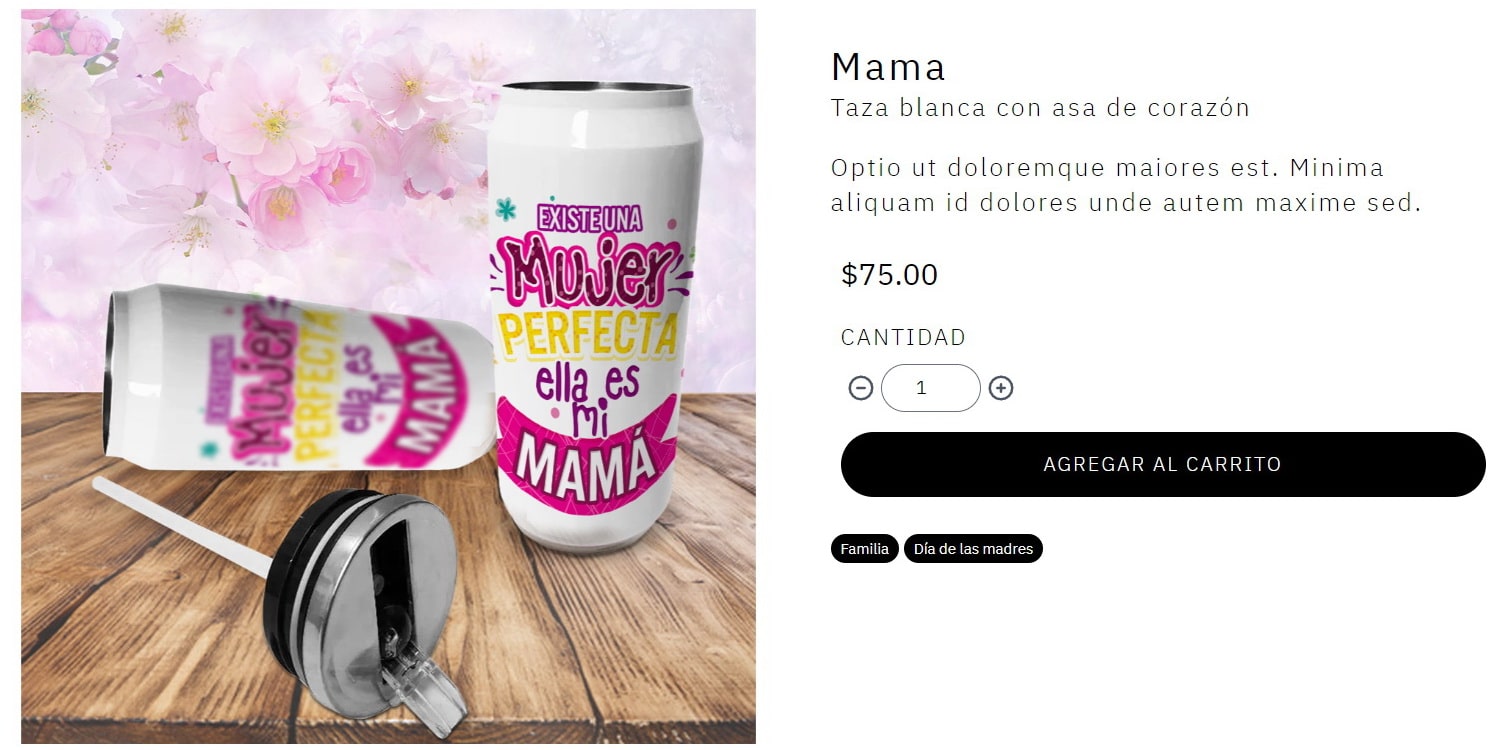 EXISTE UNA
Mujer
PERFECTA
ella es
mi
MAMÁ
Mujer
PERFECTA
ella es
mi
MAMÁ
Mama
Taza blanca con asa de corazón
Optio ut doloremque maiores est. Minima
aliquam id dolores unde autem maxime sed.
$75.00
CANTIDAD
1
AGREGAR AL CARRITO
Familia
Día de las madres